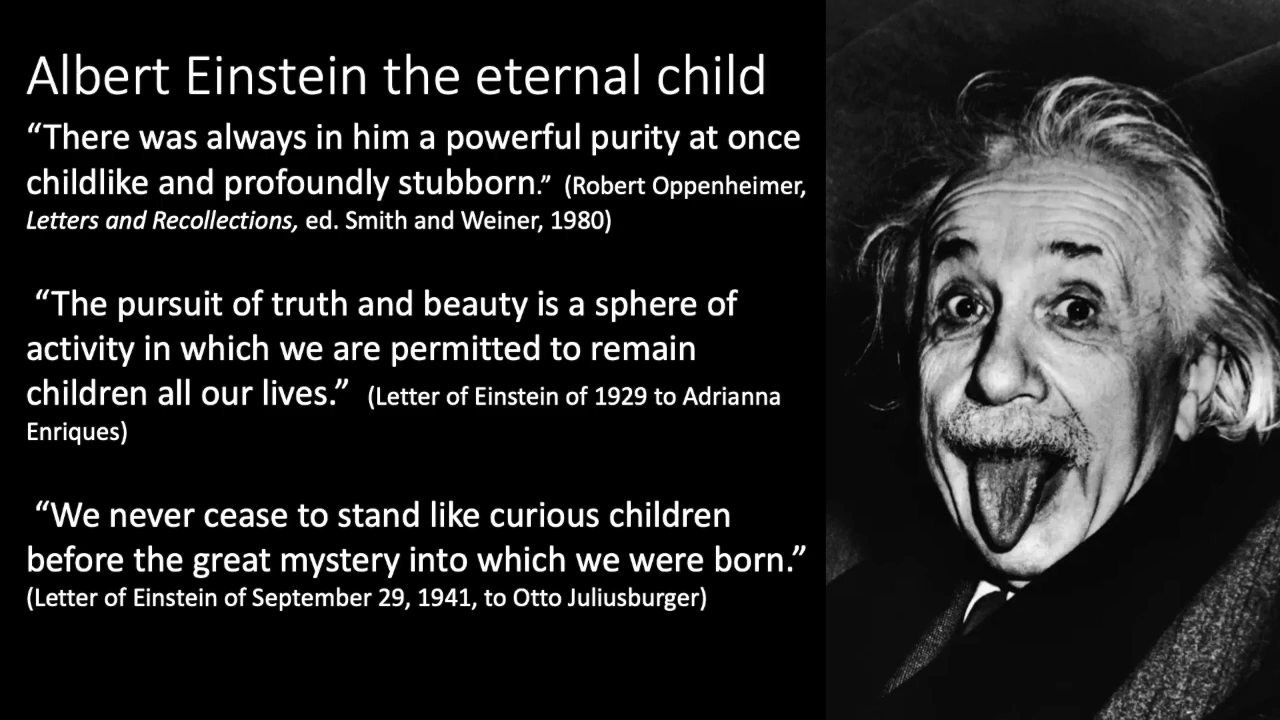 Albert Einstein the eternal child
“There was always in him a powerful purity at once
childlike and profoundly stubborn.” (Robert Oppenheimer,
Letters and Recollections, ed. Smith and Weiner, 1980)
“The pursuit of truth and beauty is a sphere of
activity in which we are permitted to remain
children all our lives.” (Letter of Einstein of 1929 to Adrianna
Enriques)
“We never cease to stand like curious children
before the great mystery into which we were born.”
(Letter of Einstein of September 29, 1941, to Otto Juliusburger)